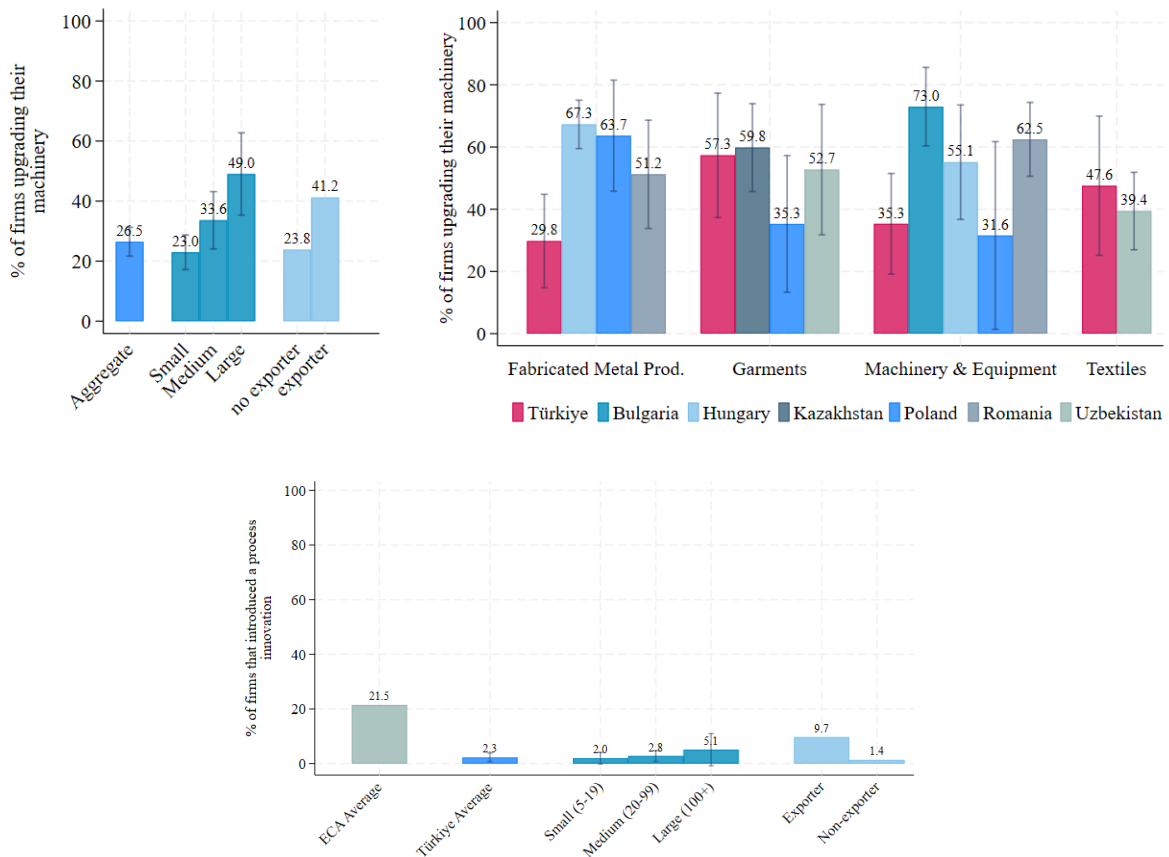 % of firms upgrading their
machinery
100
80
60
40
20
0
26.5
23.0
33.6
49.0
23.8
41.2
Aggregate
Small
Medium
Large
no exporter
exporter
% of firms upgrading their machinery
100
80
60
40
20
0
29.8
67.3
63.7
51.2
57.3
59.8
35.3
52.7
35.3
73.0
55.1
31.6
62.5
47.6
39.4
Fabricated Metal Prod. Garments Machinery & Equipment Textiles
Türkiye Bulgaria Hungary Kazakhstan Poland Romania Uzbekistan
% of firms that introduced a process
innovation
100
80
60
40
20
0
21.5
2.3
2.0
2.8
5.1
9.7
1.4
ECA Average
Türkiye Average
Small (5-19)
Medium (20-99)
Large (100+)
Exporter
Non-exporter